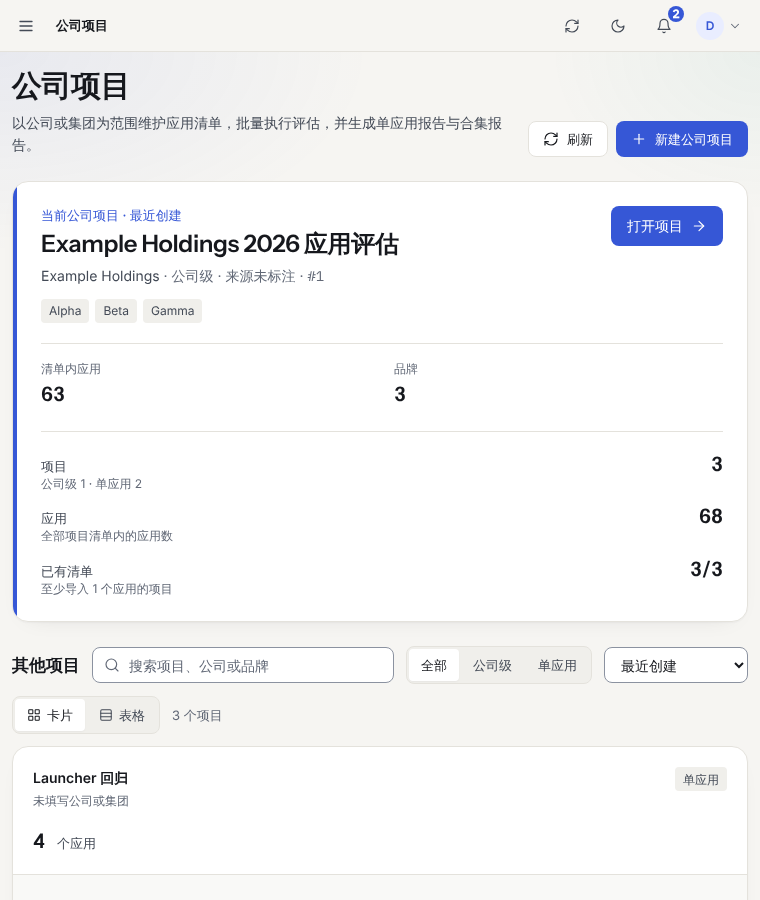 公司项目
2
D
公司项目
以公司或集团为范围维护应用清单，批量执行评估，并生成单应用报告与合集报
告。
刷新
新建公司项目
当前公司项目 · 最近创建
Example Holdings 2026 应用评估
打开项目
Example Holdings · 公司级 · 来源未标注 · #1
Alpha Beta Gamma
清单内应用 品牌
63 3
项目 3
公司级 1 · 单应用 2
应用 68
全部项目清单内的应用数
已有清单 3/3
至少导入 1 个应用的项目
其他项目 搜索项目、公司或品牌 全部 公司级 单应用 最近创建
卡片 表格 3 个项目
Launcher 回归 单应用
未填写公司或集团
4 个应用